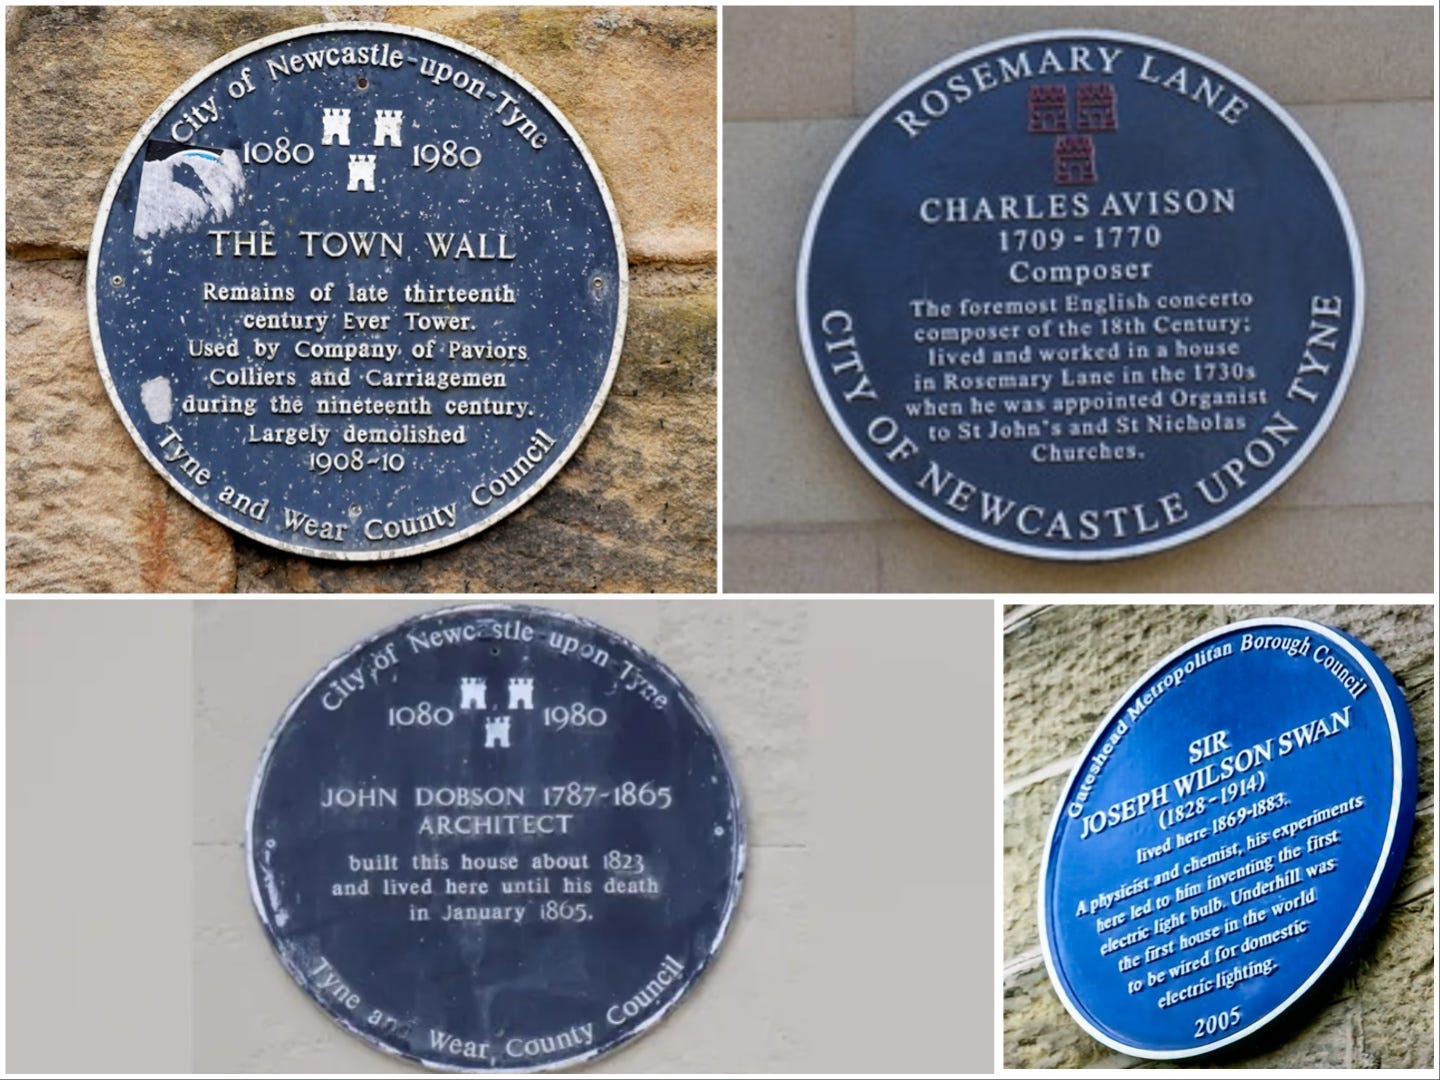 City of Newcastle-upon-Tyne
1080 1980
THE TOWN WALL
Remains of late thirteenth
century Ever Tower.
Used by Company of Paviors
Colliers and Carriagemen
during the nineteenth century.
Largely demolished
1908-10
Tyne and Wear County Council
ROSEMARY LANE
CHARLES AVISON
1709 - 1770
Composer
The foremost English concerto
composer of the 18th Century;
lived and worked in a house
in Rosemary Lane in the 1730s
when he was appointed Organist
to St John's and St Nicholas
Churches.
CITY OF NEWCASTLE UPON TYNE
City of Newcastle upon Tyne
1080 1980
JOHN DOBSON 1787-1865
ARCHITECT
built this house about 1823
and lived here until his death
in January 1865.
Tyne and Wear County Council
Gateshead Metropolitan Borough Council
SIR
JOSEPH WILSON SWAN
(1828-1914)
lived here 1869-1883.
A physicist and chemist, his experiments
here led to him inventing the first
electric light bulb. Underhill was
the first house in the world
to be wired for domestic
electric lighting.
2005